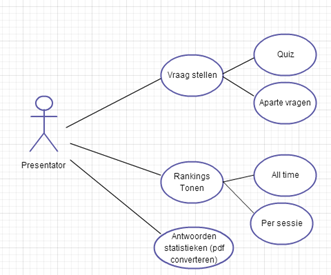 Quiz
Vraag stellen
Aparte vragen
Presentator
Rankings
Tonen
All time
Per sessie
Antwoorden
statistieken (pdf
converteren)